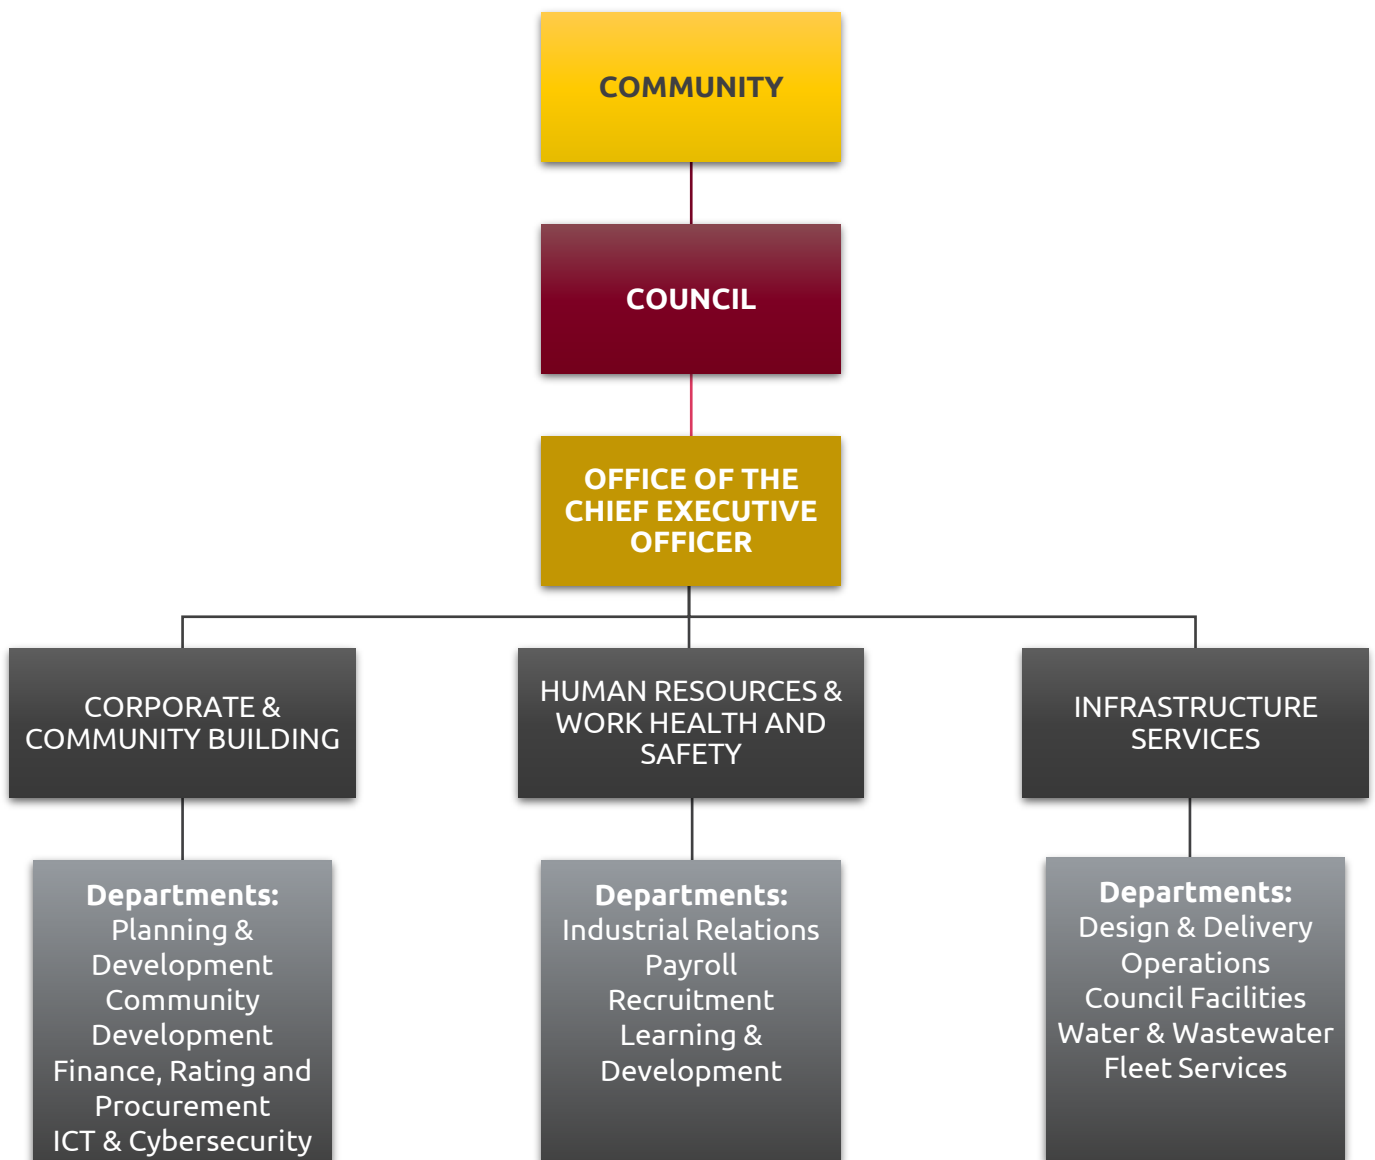 COMMUNITY
COUNCIL
OFFICE OF THE
CHIEF EXECUTIVE
OFFICER
CORPORATE &
COMMUNITY BUILDING
HUMAN RESOURCES &
WORK HEALTH AND
SAFETY
INFRASTRUCTURE
SERVICES
Departments:
Planning &
Development
Community
Development
Finance, Rating and
Procurement
ICT & Cybersecurity
Departments:
Industrial Relations
Payroll
Recruitment
Learning &
Development
Departments:
Design & Delivery
Operations
Council Facilities
Water & Wastewater
Fleet Services